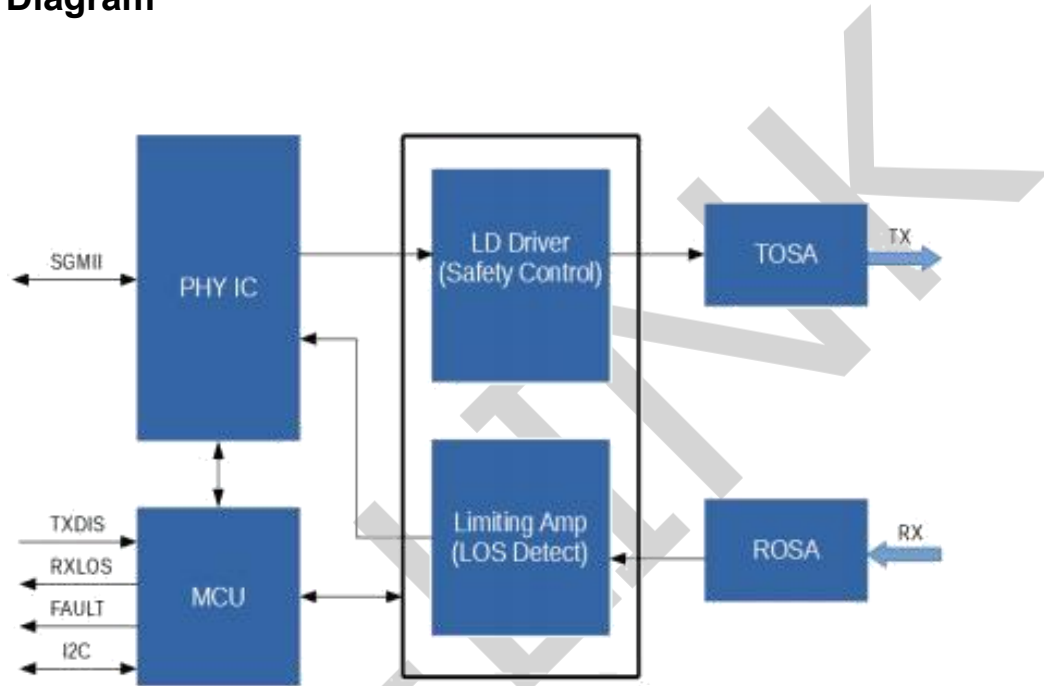 Diagram
SGMII
PHY IC
LD Driver
(Safety Control)
TOSA
TX
TXDIS
RXLOS
FAULT
I2C
MCU
Limiting Amp
(LOS Detect)
ROSA
RX